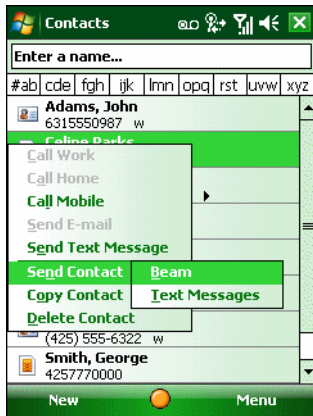 Contacts
Enter a name...
#ab cde fgh ijk lmn opq rst uvw xyz
Adams, John
6315550987 w
Celine Parks
Call Work
Call Home
Call Mobile
Send E-mail
Send Text Message
Send Contact Beam
Copy Contact Text Messages
Delete Contact
(425) 555-6322 w
Smith, George
4257770000
New Menu